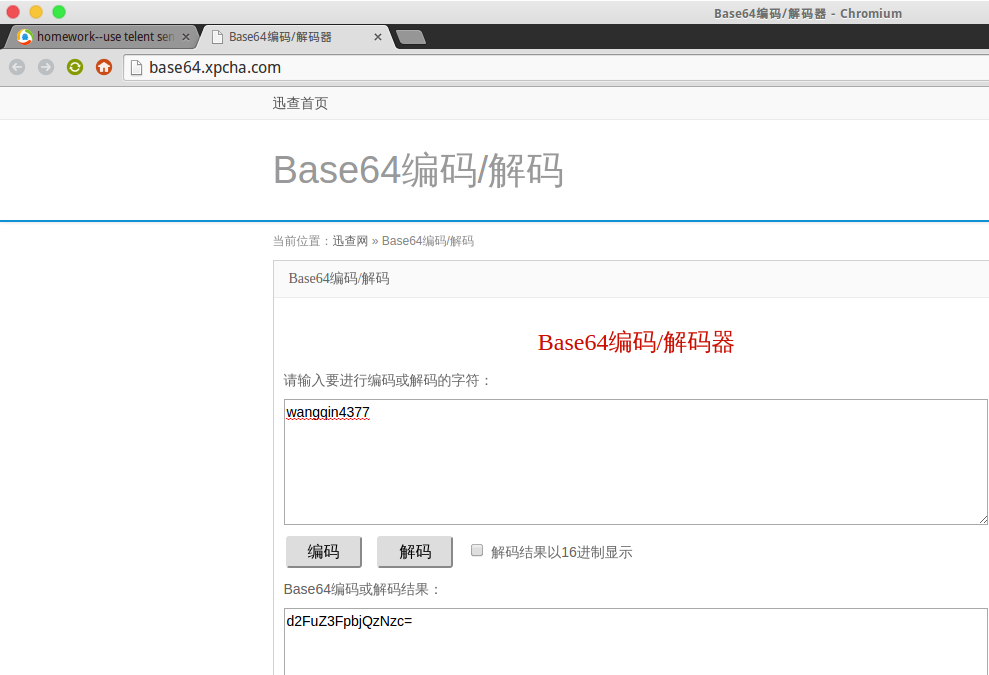 Base64编码/解码器 - Chromium
homework--use telent sen
Base64编码/解码器
base64.xpcha.com
迅查首页
Base64编码/解码
当前位置：迅查网 » Base64编码/解码
Base64编码/解码
Base64编码/解码器
请输入要进行编码或解码的字符：
wangqin4377
编码 解码 解码结果以16进制显示
Base64编码或解码结果：
d2FuZ3FpbjQzNzc=